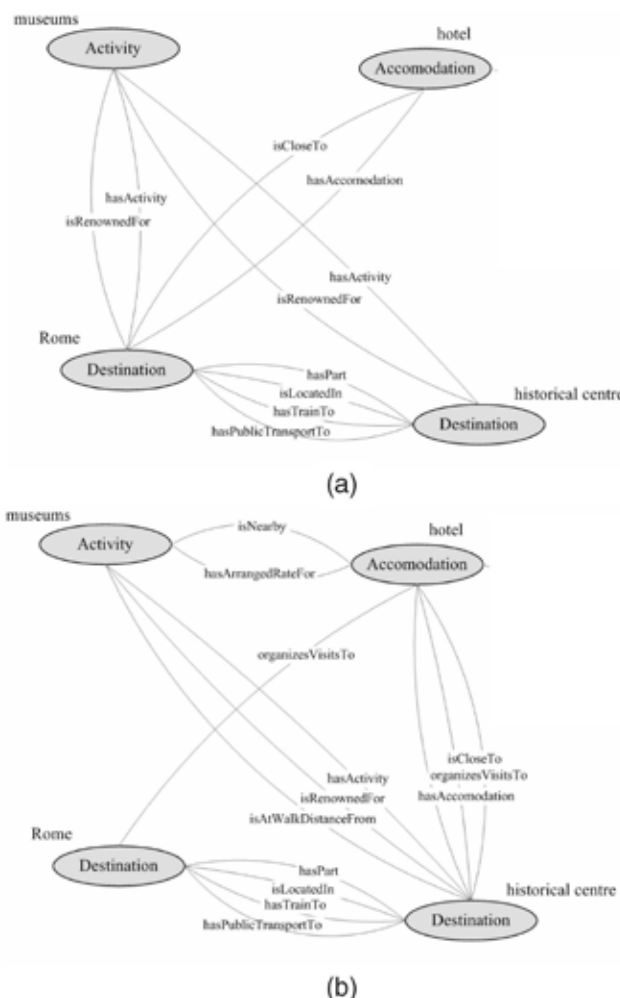 museums
hotel
Activity
Accomodation
isCloseTo
hasAccomodation
hasActivity
isRenownedFor
hasActivity
isRenownedFor
Rome
Destination
hasPart
isLocatedIn
hasTrainTo
hasPublicTransportTo
historical centre
Destination
(a)
museums
isNearby
hotel
Activity
Accomodation
hasArrangedRateFor
organizesVisitsTo
isCloseTo
organizesVisitsTo
hasAccomodation
hasActivity
isRenownedFor
isAtWalkDistanceFrom
Rome
Destination
hasPart
isLocatedIn
hasTrainTo
hasPublicTransportTo
historical centre
Destination
(b)